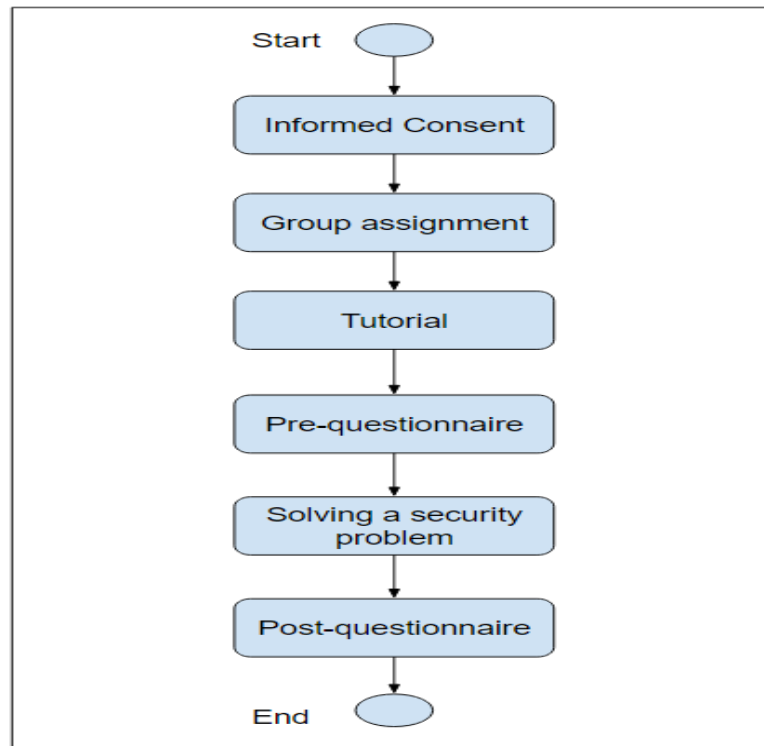 Start
Informed Consent
Group assignment
Tutorial
Pre-questionnaire
Solving a security
problem
Post-questionnaire
End